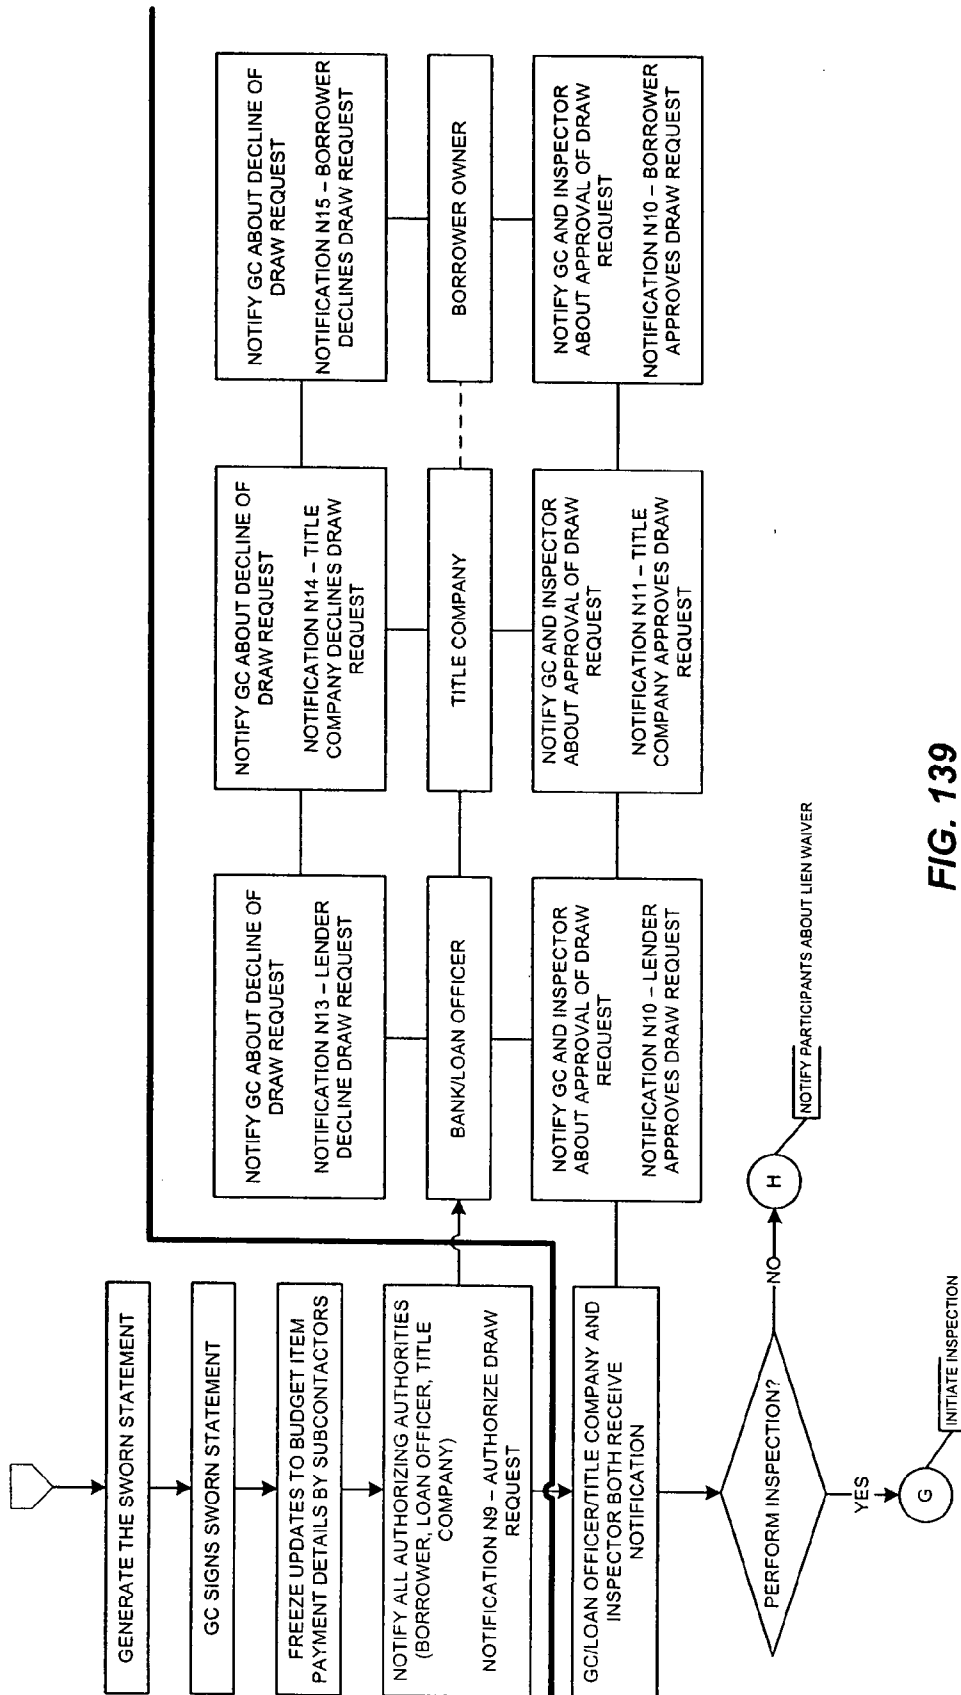 GENERATE THE SWORN STATEMENT
GC SIGNS SWORN STATEMENT
FREEZE UPDATES TO BUDGET ITEM
PAYMENT DETAILS BY SUBCONTACTORS
NOTIFY ALL AUTHORIZING AUTHORITIES
(BORROWER, LOAN OFFICER, TITLE
COMPANY)
NOTIFICATION N9 – AUTHORIZE DRAW
REQUEST
GC/LOAN OFFICER/TITLE COMPANY AND
INSPECTOR BOTH RECEIVE
NOTIFICATION
PERFORM INSPECTION?
YES
G
INITIATE INSPECTION
NO
H
NOTIFY PARTICIPANTS ABOUT LIEN WAIVER
NOTIFY GC ABOUT DECLINE OF
DRAW REQUEST
NOTIFICATION N13 – LENDER
DECLINE DRAW REQUEST
BANK/LOAN OFFICER
NOTIFY GC AND INSPECTOR
ABOUT APPROVAL OF DRAW
REQUEST
NOTIFICATION N10 – LENDER
APPROVES DRAW REQUEST
NOTIFY GC ABOUT DECLINE OF
DRAW REQUEST
NOTIFICATION N14 – TITLE
COMPANY DECLINES DRAW
REQUEST
TITLE COMPANY
NOTIFY GC AND INSPECTOR
ABOUT APPROVAL OF DRAW
REQUEST
NOTIFICATION N11 – TITLE
COMPANY APPROVES DRAW
REQUEST
NOTIFY GC ABOUT DECLINE OF
DRAW REQUEST
NOTIFICATION N15 – BORROWER
DECLINES DRAW REQUEST
BORROWER OWNER
NOTIFY GC AND INSPECTOR
ABOUT APPROVAL OF DRAW
REQUEST
NOTIFICATION N10 – BORROWER
APPROVES DRAW REQUEST
FIG. 139